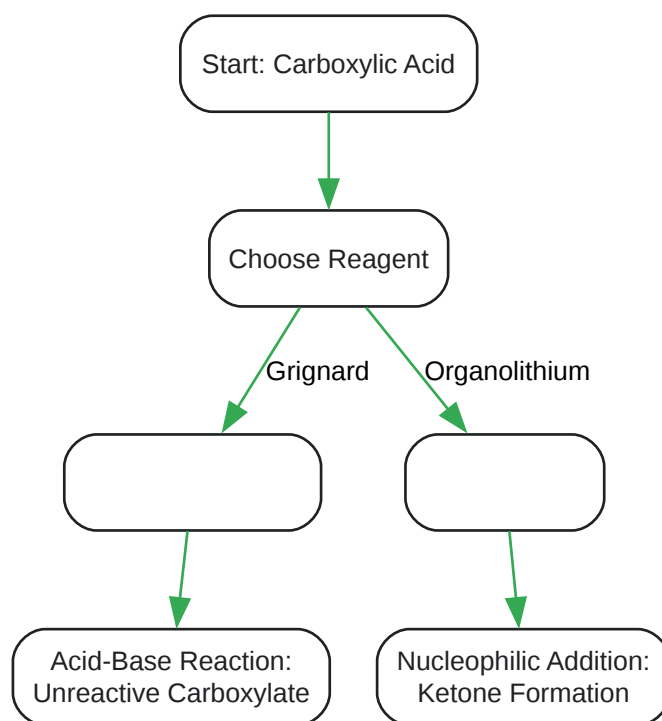 Start: Carboxylic Acid
Choose Reagent
Grignard
Organolithium
Acid-Base Reaction:
Unreactive Carboxylate
Nucleophilic Addition:
Ketone Formation